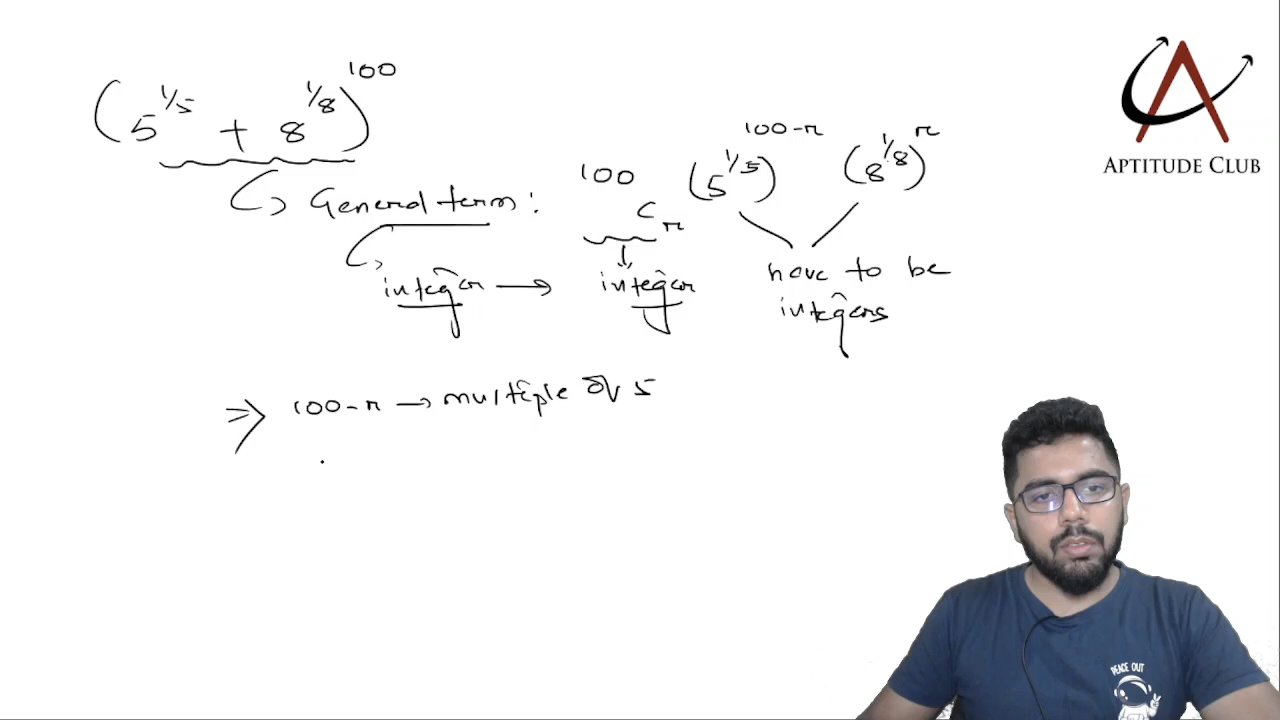 (5^{1/5} + 8^{1/8})^{100}
General term: ^{100}C_r (5^{1/5})^{100-r} (8^{1/8})^r
integer → integer have to be integers
⇒ 100-r → multiple of 5
APTITUDE CLUB
PEACE OUT